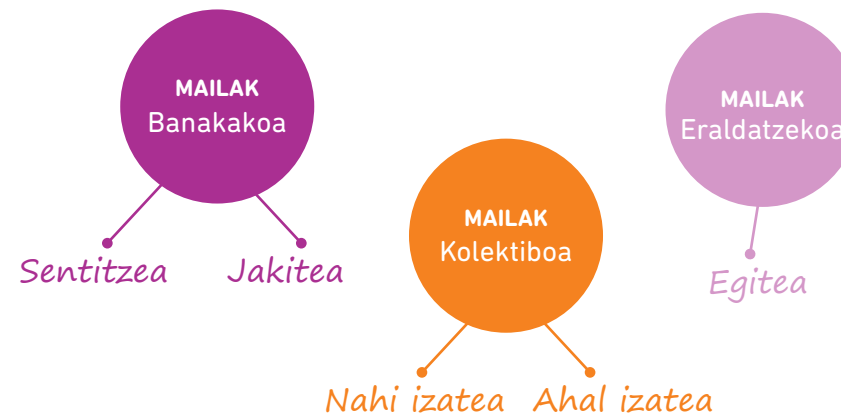 MAILAK
Banakakoa
Sentitzea
Jakitea
MAILAK
Kolektiboa
Nahi izatea
Ahal izatea
MAILAK
Eraldatzekoa
Egitea